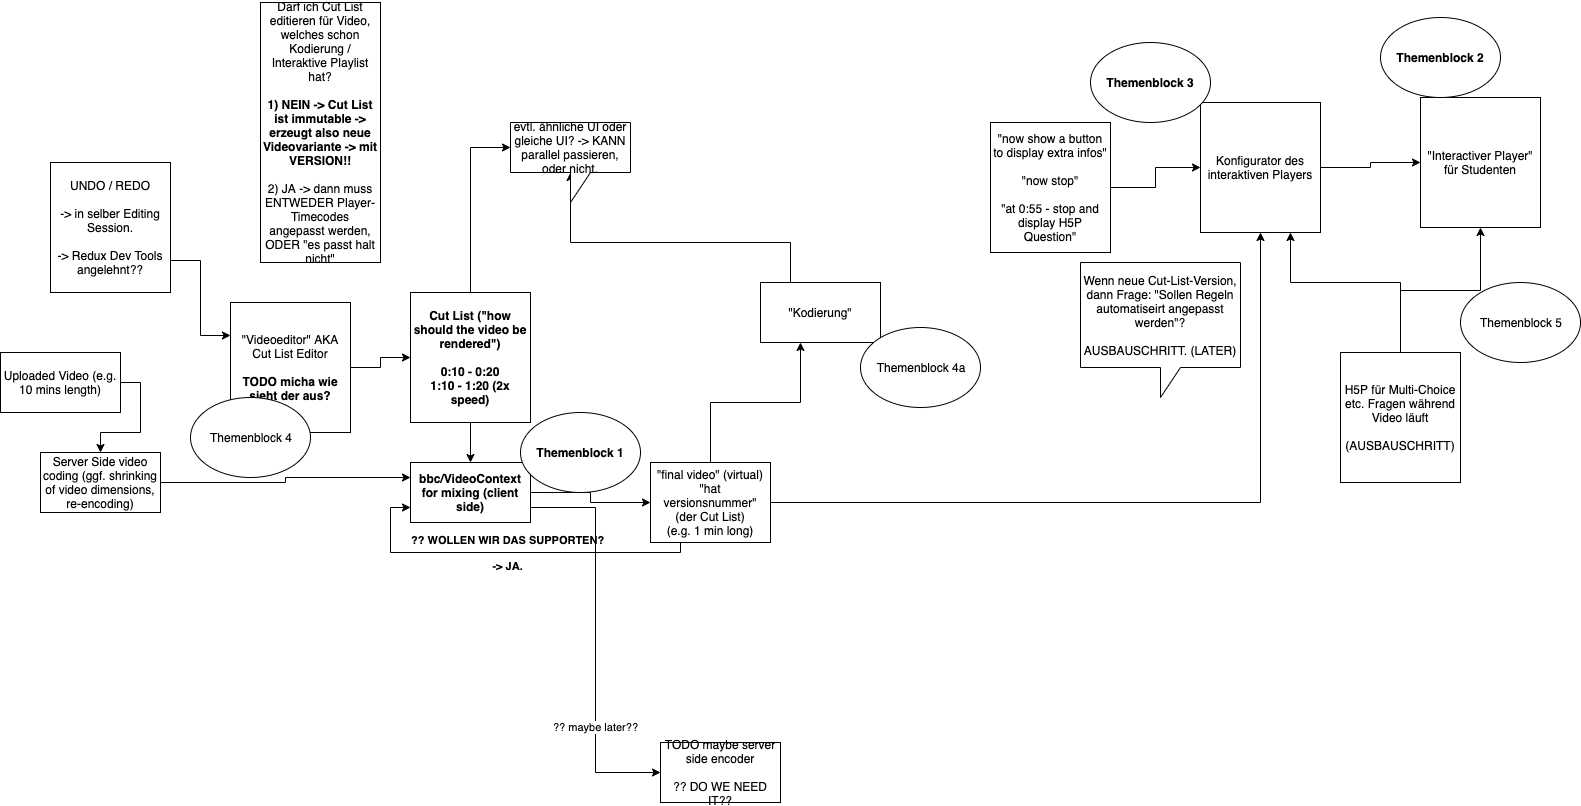 Darf ich Cut List
editieren für Video,
welches schon
Kodierung /
Interaktive Playlist
hat?
1) NEIN -> Cut List
ist immutable ->
erzeugt also neue
Videovariante -> mit
VERSION!!
2) JA -> dann muss
ENTWEDER Player-
Timecodes
angepasst werden,
ODER "es passt halt
nicht"
UNDO / REDO
-> in selber Editing
Session.
-> Redux Dev Tools
angelehnt??
Uploaded Video (e.g.
10 mins length)
"Videoeditor" AKA
Cut List Editor
TODO micha wie
sieht der aus?
Themenblock 4
Server Side video
coding (ggf. shrinking
of video dimensions,
re-encoding)
Cut List ("how
should the video be
rendered")
0:10 - 0:20
1:10 - 1:20 (2x
speed)
evtl. ähnliche UI oder
gleiche UI? -> KANN
parallel passieren,
oder nicht.
Themenblock 1
bbc/VideoContext
for mixing (client
side)
?? WOLLEN WIR DAS SUPPORTEN?
-> JA.
"final video" (virtual)
"hat
versionsnummer"
(der Cut List)
(e.g. 1 min long)
"Kodierung"
Themenblock 4a
?? maybe later??
TODO maybe server
side encoder
?? DO WE NEED
IT??
Themenblock 3
"now show a button
to display extra infos"
"now stop"
"at 0:55 - stop and
display H5P
Question"
Konfigurator des
interaktiven Players
Themenblock 2
"Interactiver Player"
für Studenten
Wenn neue Cut-List-Version,
dann Frage: "Sollen Regeln
automatiseirt angepasst
werden"?
AUSBAUSCHRITT. (LATER)
Themenblock 5
H5P für Multi-Choice
etc. Fragen während
Video läuft
(AUSBAUSCHRITT)